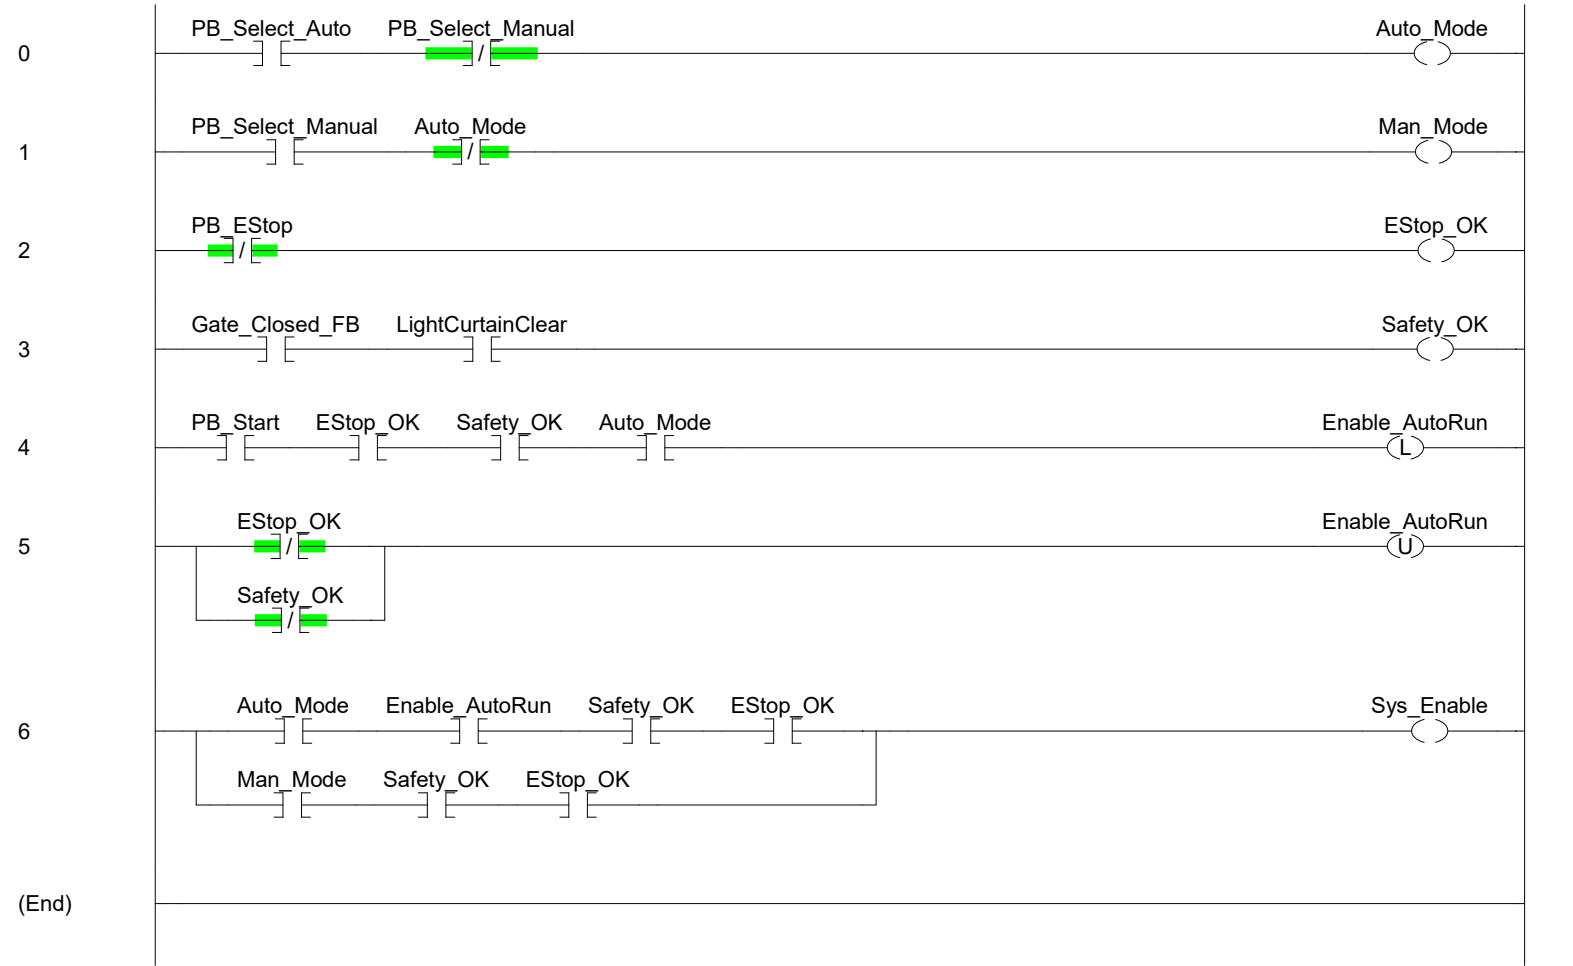 PB_Select_Auto PB_Select_Manual Auto_Mode
0 /
PB_Select_Manual Auto_Mode Man_Mode
1 /
PB_EStop EStop_OK
2 /
Gate_Closed_FB LightCurtainClear Safety_OK
3
PB_Start EStop_OK Safety_OK Auto_Mode Enable_AutoRun
4 L
EStop_OK Enable_AutoRun
5 / U
Safety_OK
/
Auto_Mode Enable_AutoRun Safety_OK EStop_OK Sys_Enable
6
Man_Mode Safety_OK EStop_OK
(End)